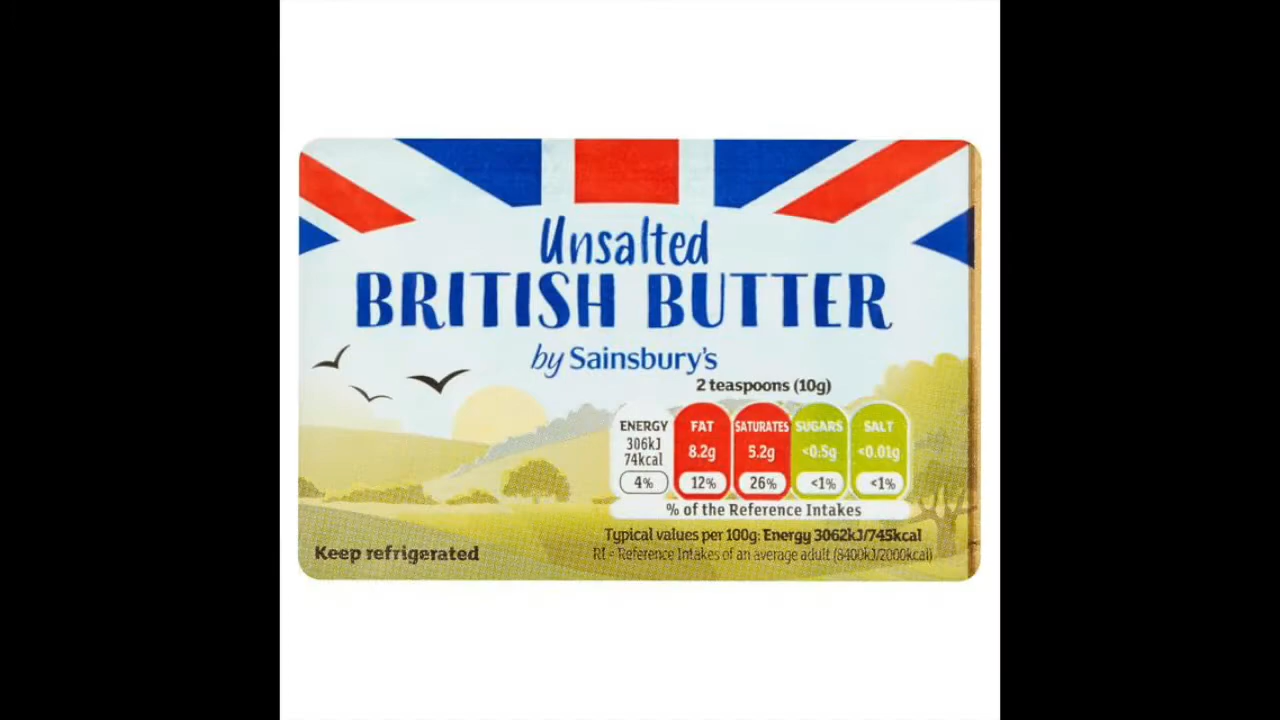 Unsalted
BRITISH BUTTER
by Sainsbury's
2 teaspoons (10g)
ENERGY
306kJ
74kcal
4%
FAT
8.2g
12%
SATURATES
5.2g
26%
SUGARS
<0.5g
<1%
SALT
<0.01g
<1%
% of the Reference Intakes
Typical values per 100g: Energy 3062kJ/745kcal
RI = Reference Intakes of an average adult (8400kJ/2000kcal)
Keep refrigerated